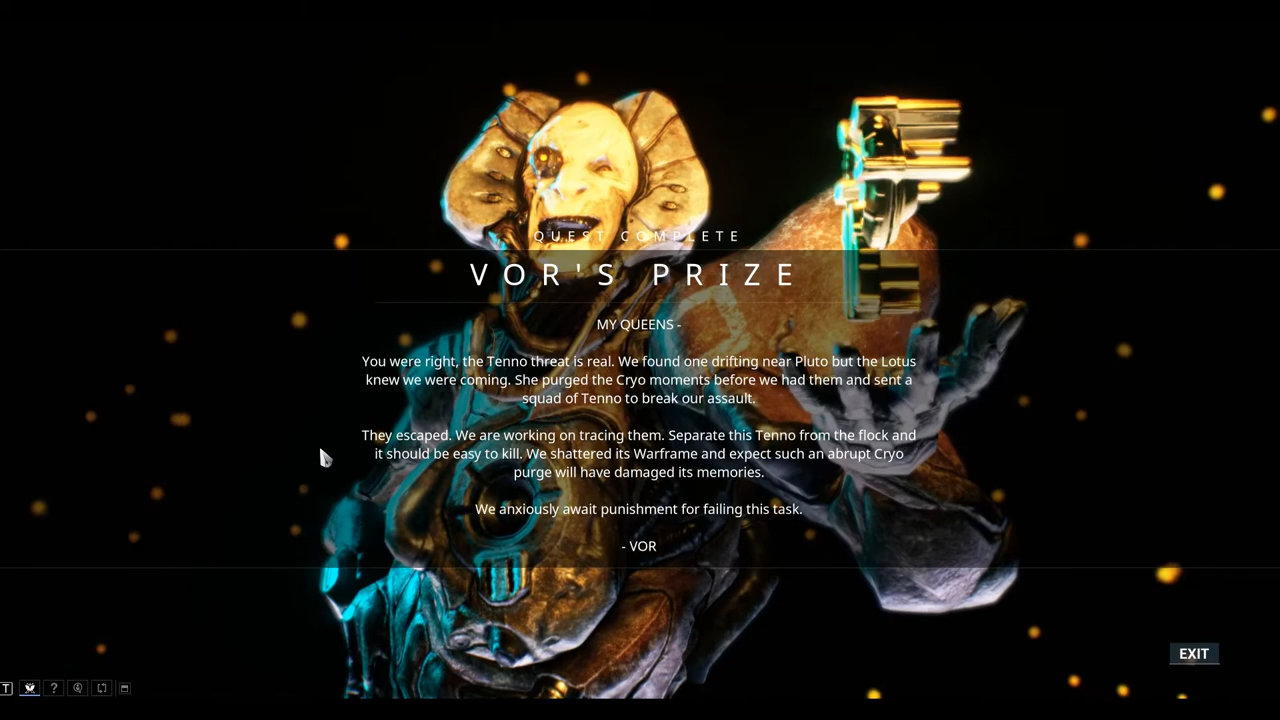 QUEST COMPLETE
VOR'S PRIZE
MY QUEENS -
You were right, the Tenno threat is real. We found one drifting near Pluto but the Lotus
knew we were coming. She purged the Cryo moments before we had them and sent a
squad of Tenno to break our assault.
They escaped. We are working on tracing them. Separate this Tenno from the flock and
it should be easy to kill. We shattered its Warframe and expect such an abrupt Cryo
purge will have damaged its memories.
We anxiously await punishment for failing this task.
- VOR
EXIT
T
?